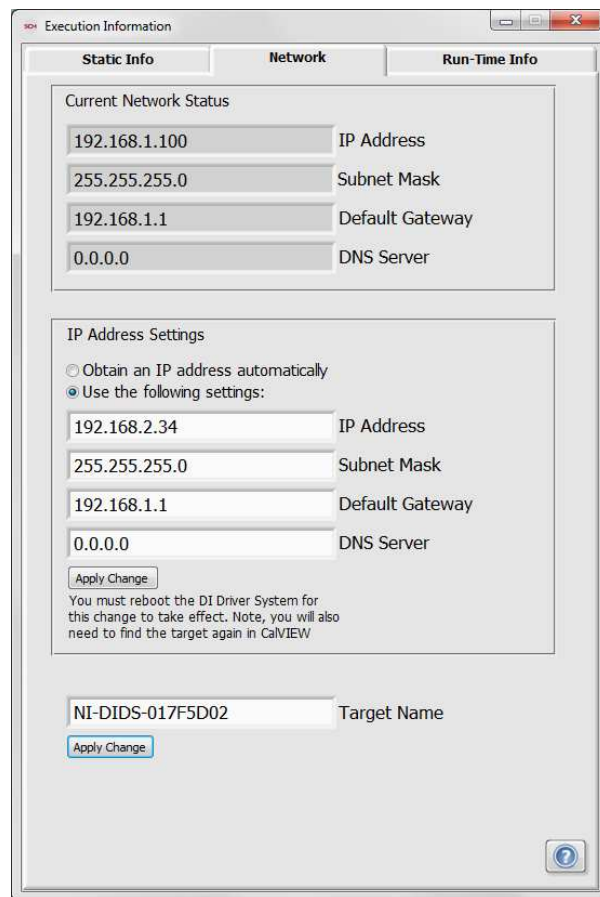 Execution Information
Static Info Network Run-Time Info
Current Network Status
192.168.1.100 IP Address
255.255.255.0 Subnet Mask
192.168.1.1 Default Gateway
0.0.0.0 DNS Server
IP Address Settings
Obtain an IP address automatically
Use the following settings:
192.168.2.34 IP Address
255.255.255.0 Subnet Mask
192.168.1.1 Default Gateway
0.0.0.0 DNS Server
Apply Change
You must reboot the DI Driver System for
this change to take effect. Note, you will also
need to find the target again in CalVIEW
NI-DIDS-017F5D02 Target Name
Apply Change
?